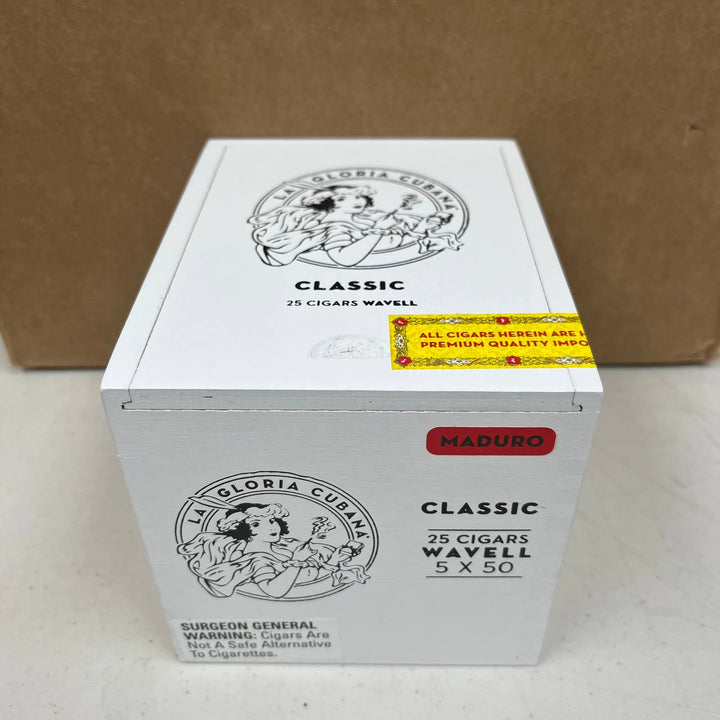 LA GLORIA CUBANA
CLASSIC
25 CIGARS WAVELL
ALL CIGARS HEREIN ARE
PREMIUM QUALITY
MADURO
LA GLORIA CUBANA
CLASSIC
25 CIGARS
WAVELL
5 X 50
SURGEON GENERAL
WARNING: Cigars Are
Not A Safe Alternative
To Cigarettes.